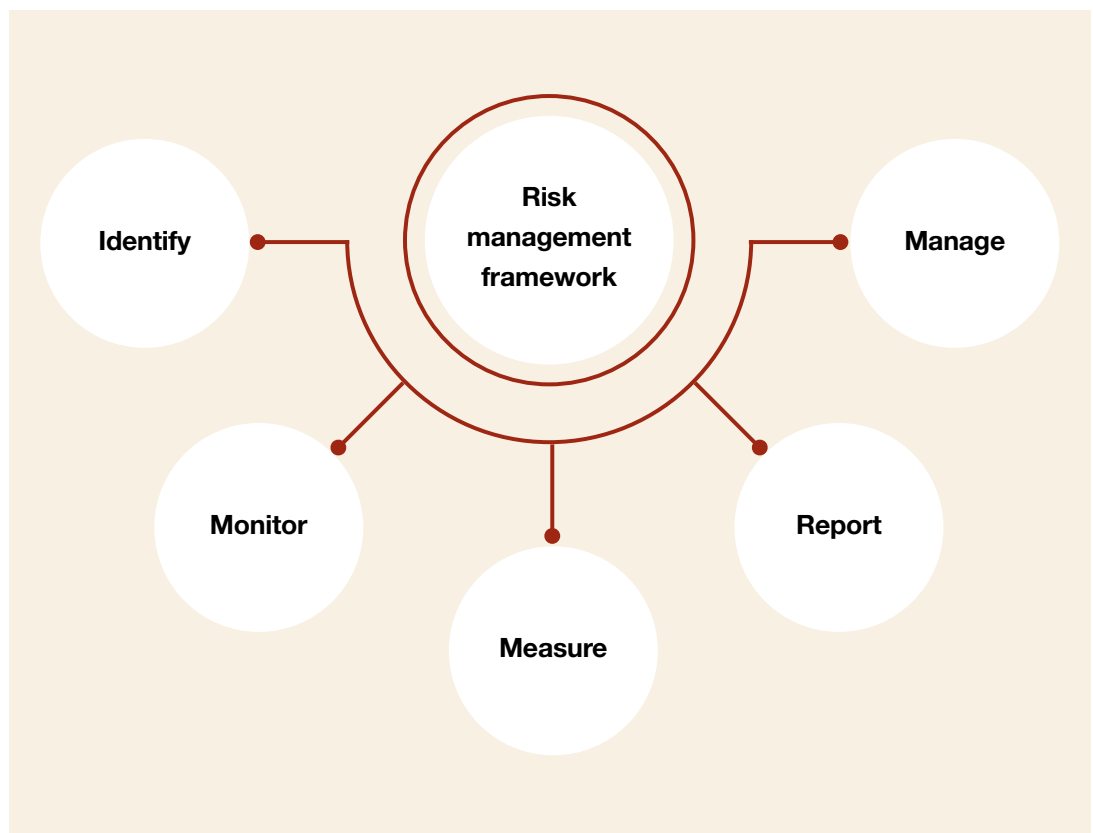 Risk
management
framework
Identify
Manage
Monitor
Report
Measure